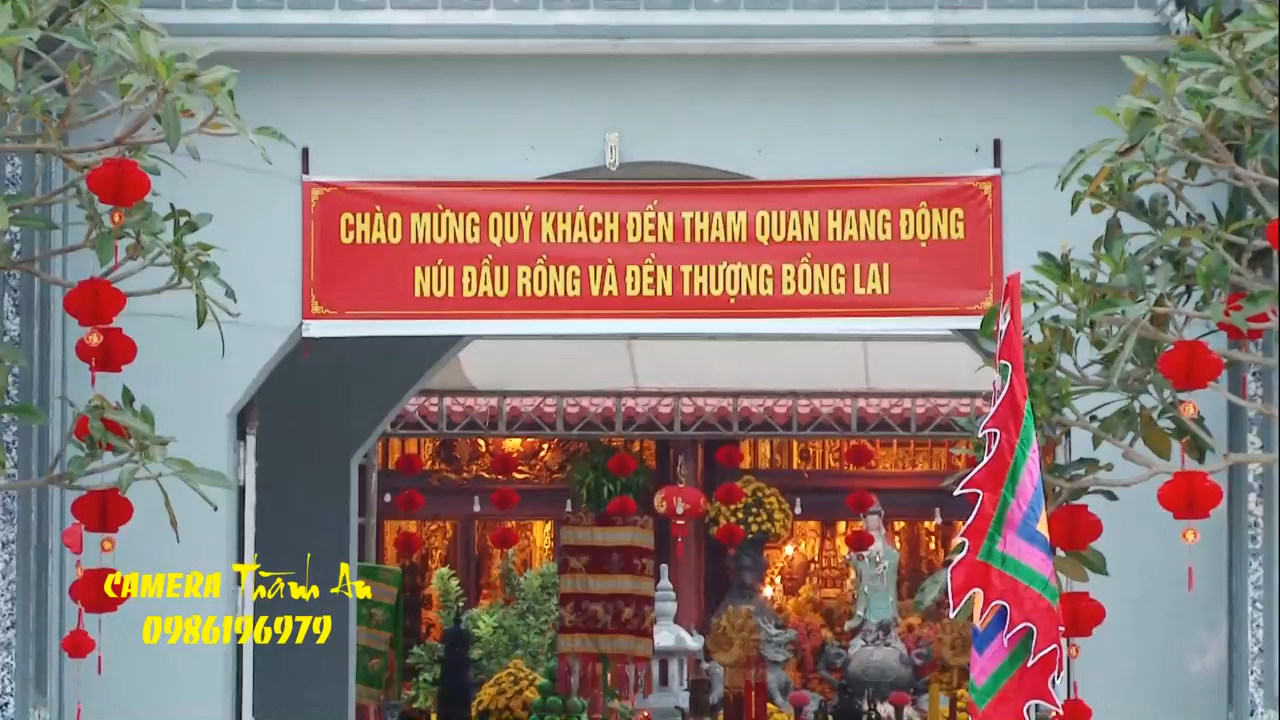 CHÀO MỪNG QUÝ KHÁCH ĐẾN THAM QUAN HANG ĐỘNG
NÚI ĐẦU RỒNG VÀ ĐỀN THƯỢNG BỒNG LAI
CAMERA Thành An
0986196979